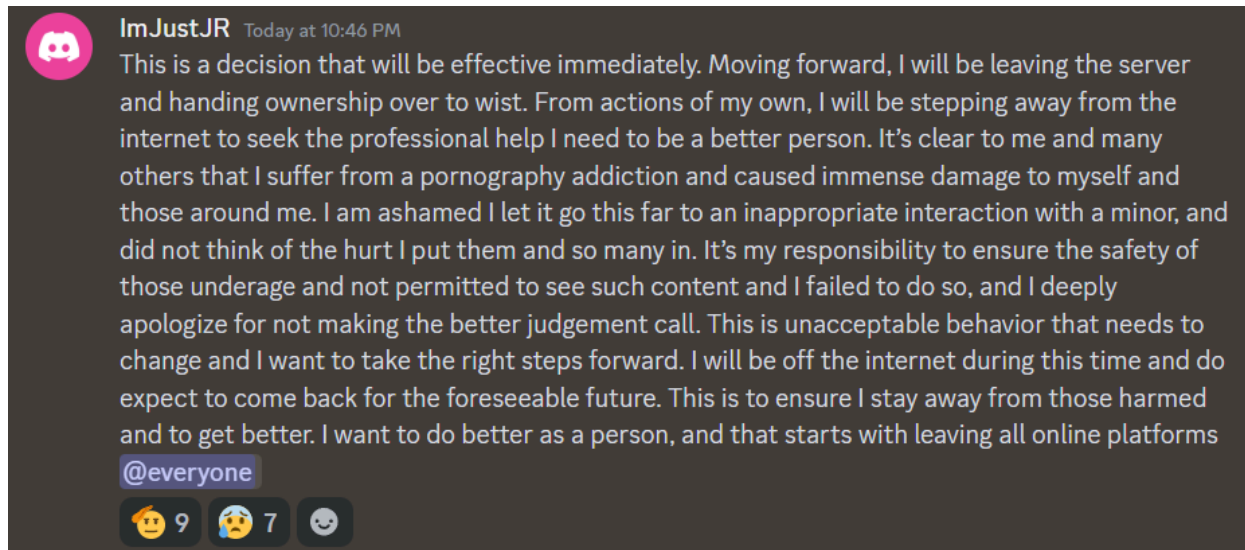 ImJustJR Today at 10:46 PM
This is a decision that will be effective immediately. Moving forward, I will be leaving the server
and handing ownership over to wist. From actions of my own, I will be stepping away from the
internet to seek the professional help I need to be a better person. It's clear to me and many
others that I suffer from a pornography addiction and caused immense damage to myself and
those around me. I am ashamed I let it go this far to an inappropriate interaction with a minor, and
did not think of the hurt I put them and so many in. It's my responsibility to ensure the safety of
those underage and not permitted to see such content and I failed to do so, and I deeply
apologize for not making the better judgement call. This is unacceptable behavior that needs to
change and I want to take the right steps forward. I will be off the internet during this time and do
expect to come back for the foreseeable future. This is to ensure I stay away from those harmed
and to get better. I want to do better as a person, and that starts with leaving all online platforms
@everyone
9 7